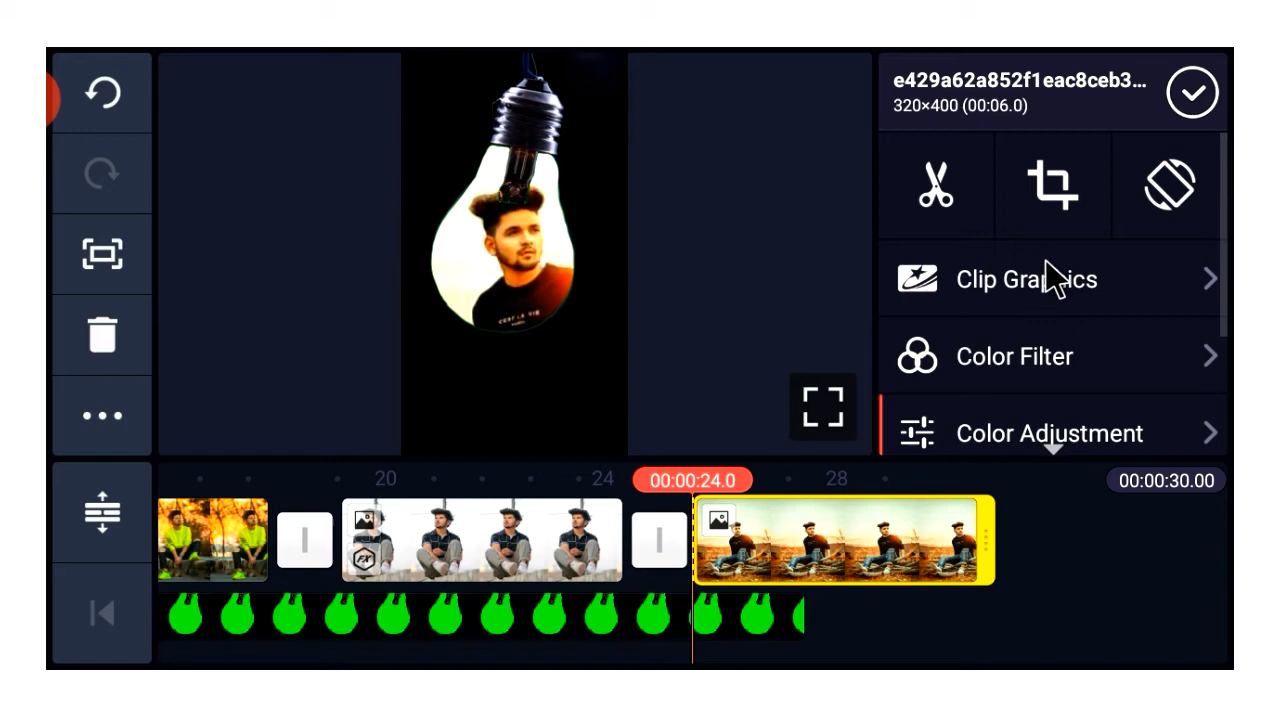 e429a62a852f1eac8ceb3...
320×400 (00:06.0)
Clip Graphics
Color Filter
Color Adjustment
20
24
00:00:24.0
28
00:00:30.00
FX